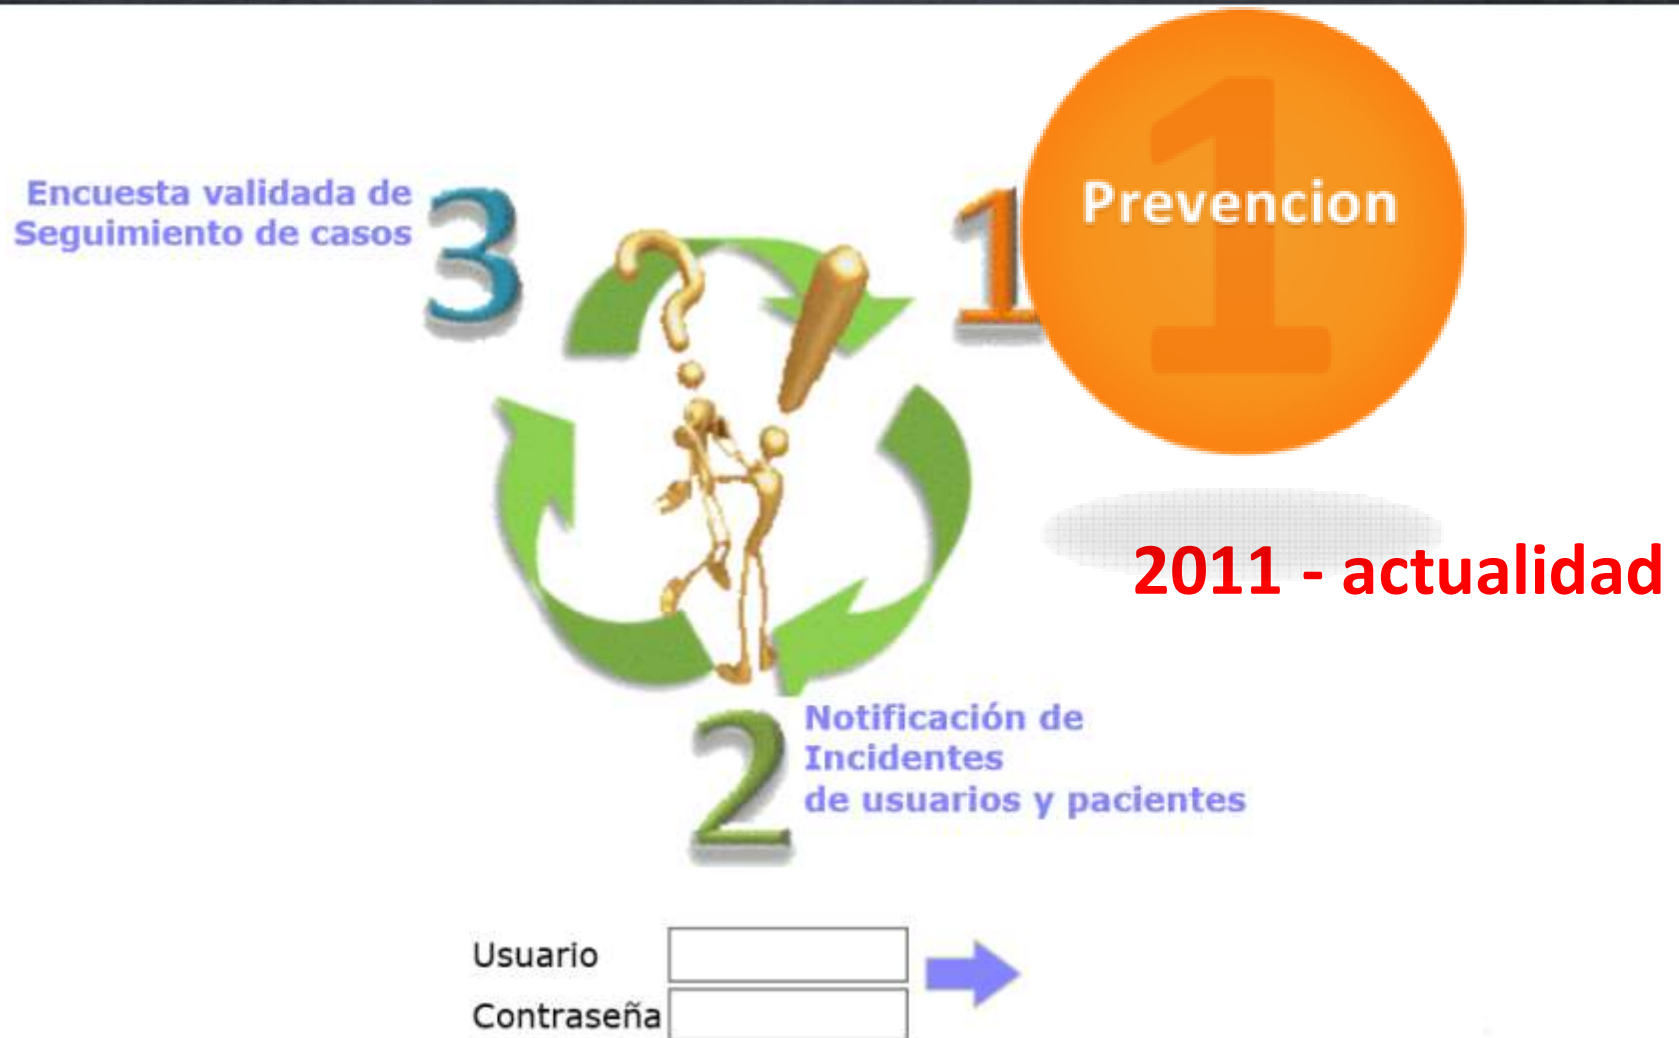 Encuesta validada de
Seguimiento de casos
3
1
1
Prevencion
2011 - actualidad
2
Notificación de
Incidentes
de usuarios y pacientes
Usuario
Contraseña